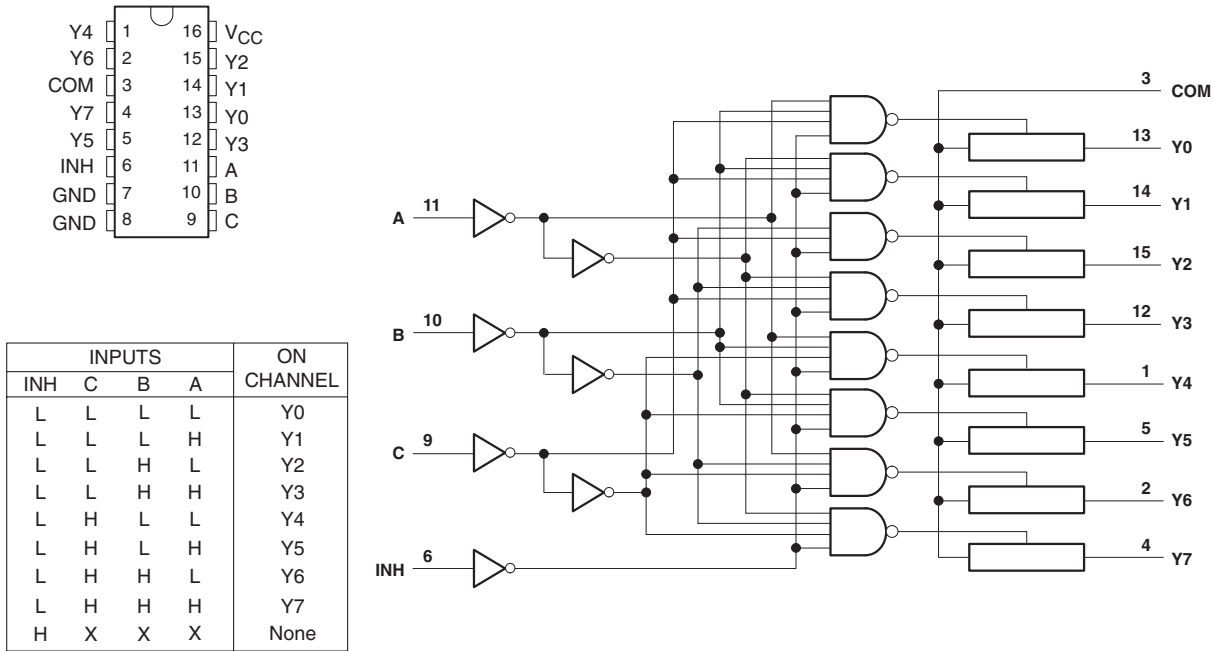 Y4 1 16 VCC
Y6 2 15 Y2
COM 3 14 Y1
Y7 4 13 Y0
Y5 5 12 Y3
INH 6 11 A
GND 7 10 B
GND 8 9 C
INPUTS ON CHANNEL
INH C B A
L L L L Y0
L L L H Y1
L L H L Y2
L L H H Y3
L H L L Y4
L H L H Y5
L H H L Y6
L H H H Y7
H X X X None
A 11
B 10
C 9
INH 6
3 COM
13 Y0
14 Y1
15 Y2
12 Y3
1 Y4
5 Y5
2 Y6
4 Y7